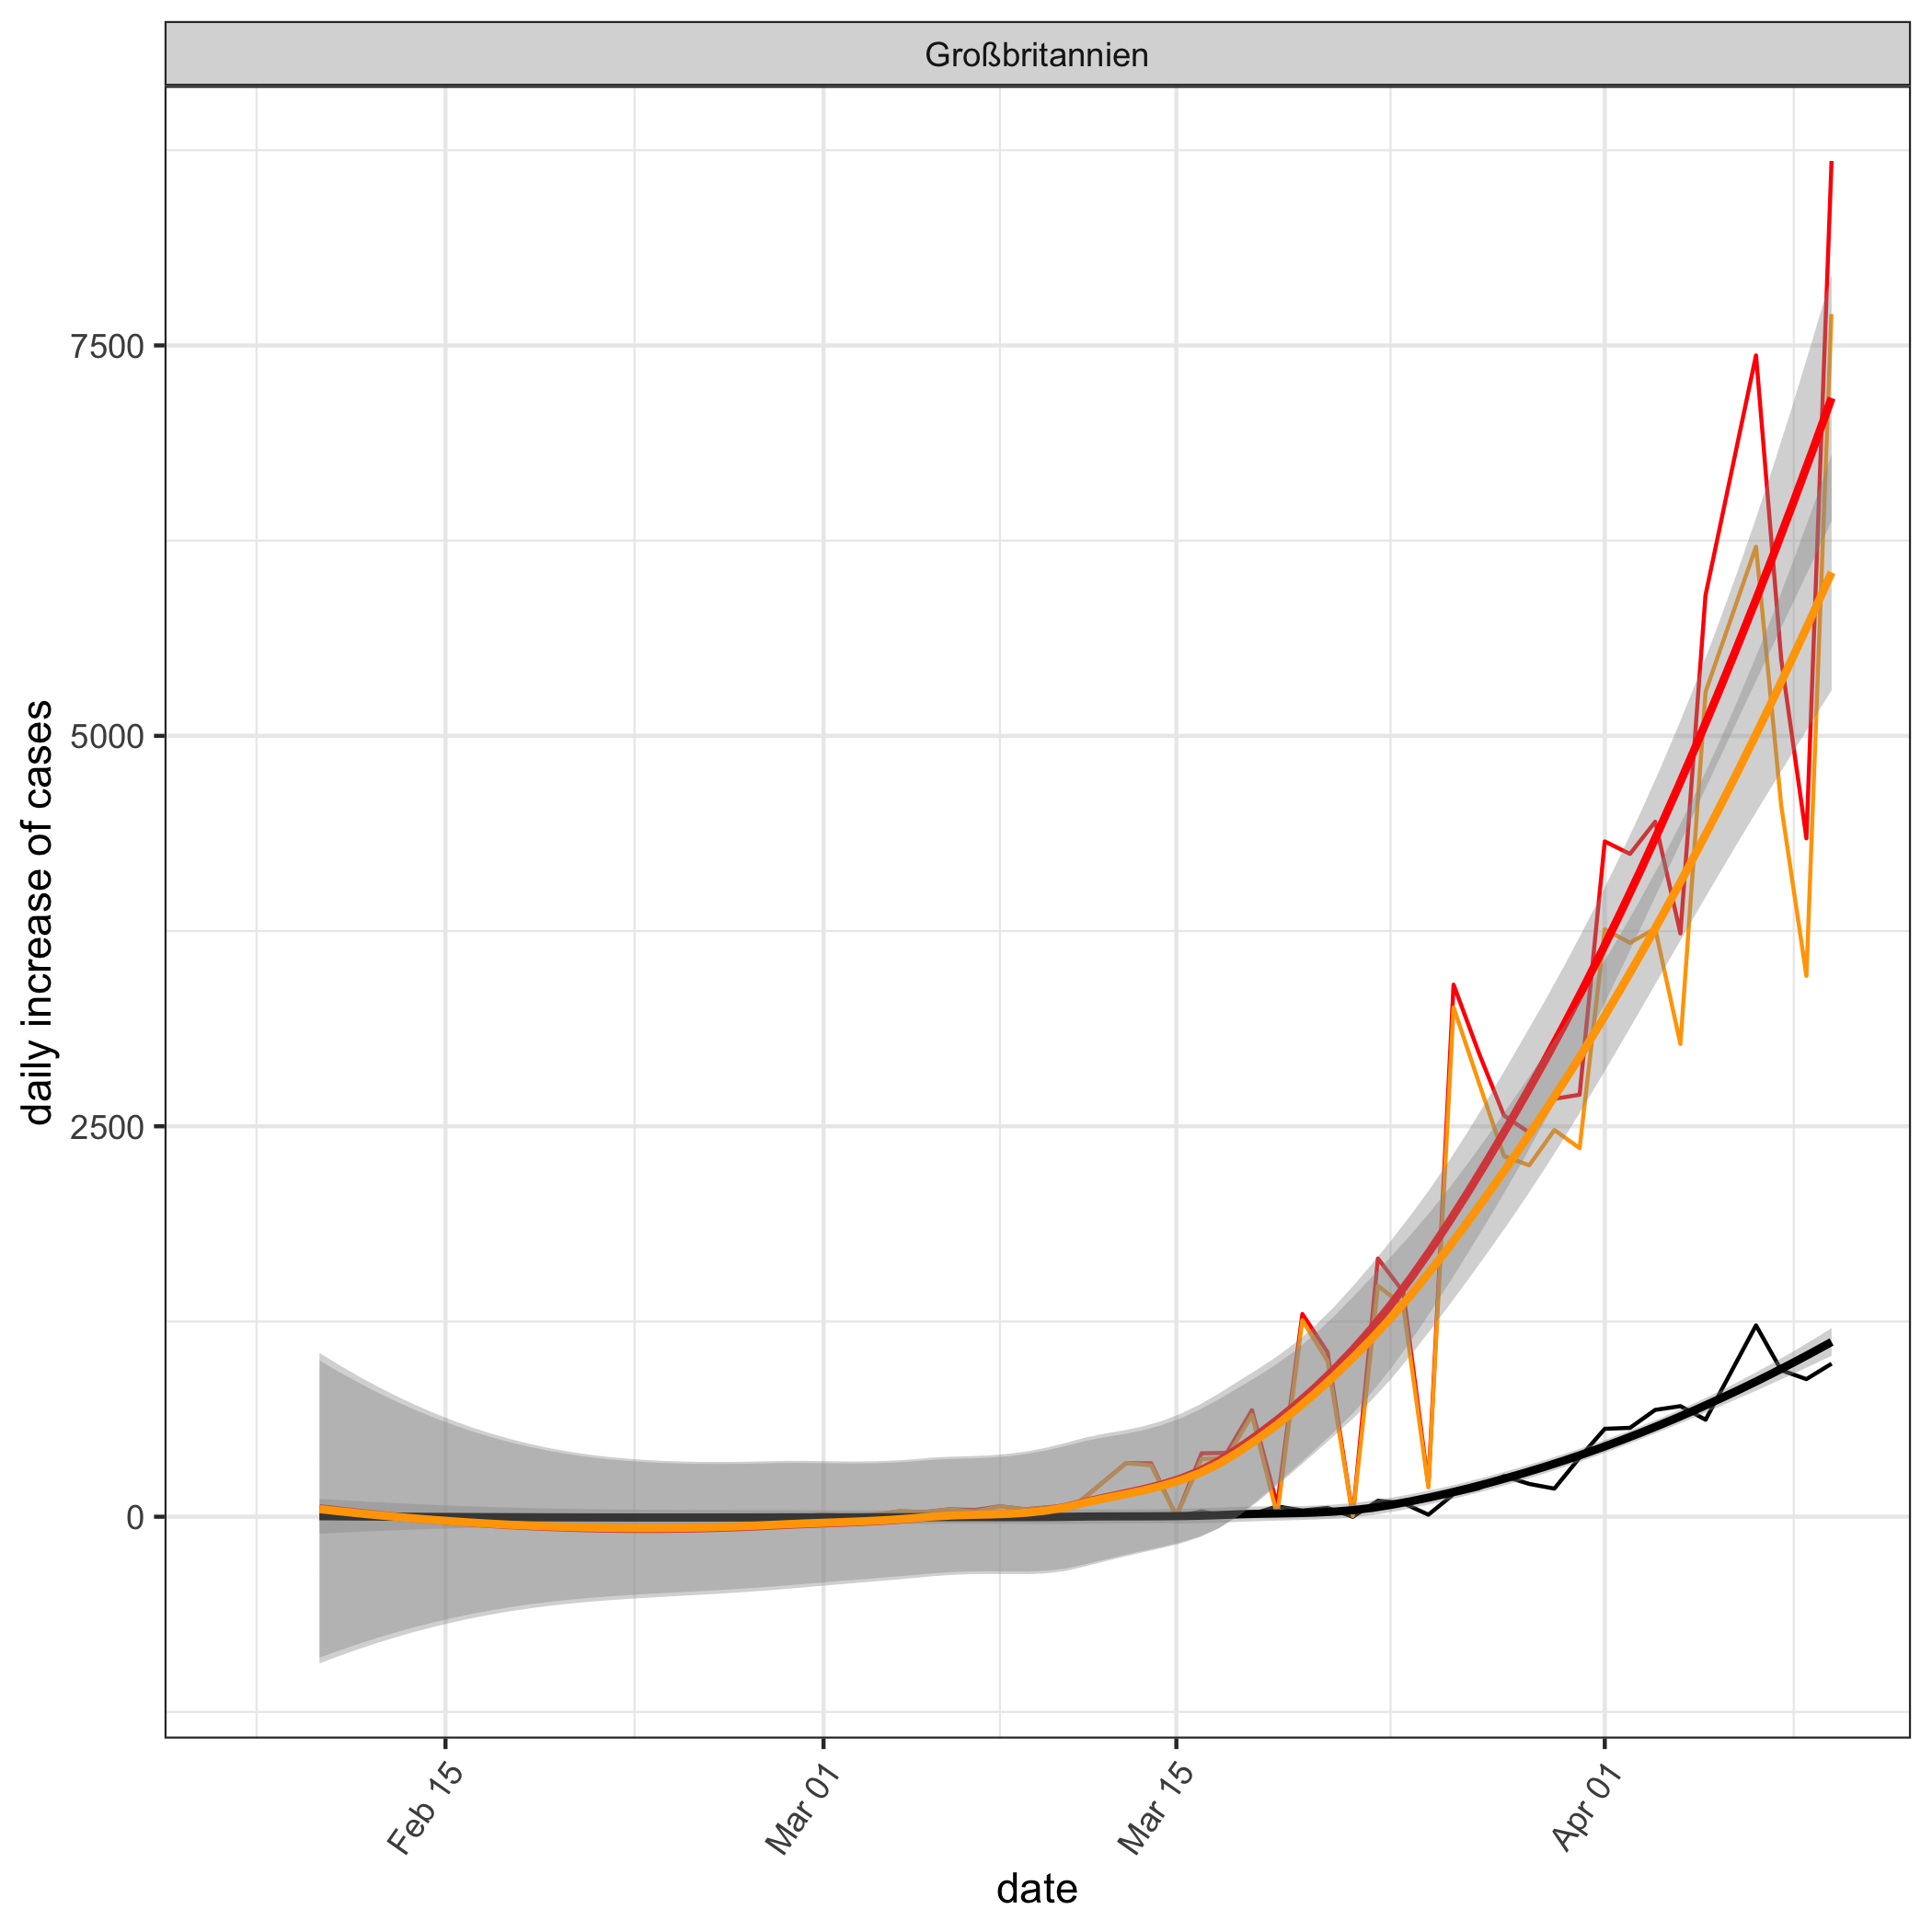 Großbritannien
daily increase of cases
7500
5000
2500
0
Feb 15
Mar 01
Mar 15
Apr 01
date